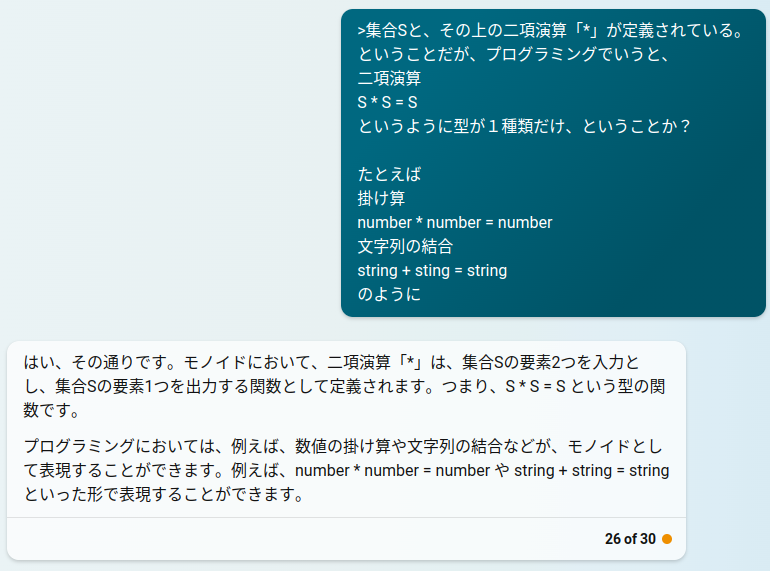 >集合Sと、その上の二項演算「*」が定義されている。
ということだが、プログラミングでいうと、
二項演算
S * S = S
というように型が１種類だけ、ということか？
たとえば
掛け算
number * number = number
文字列の結合
string + sting = string
のように
はい、その通りです。モノイドにおいて、二項演算「*」は、集合Sの要素2つを入力と
し、集合Sの要素1つを出力する関数として定義されます。つまり、S * S = S という型の関
数です。
プログラミングにおいては、例えば、数値の掛け算や文字列の結合などが、モノイドとし
て表現することができます。例えば、number * number = number や string + string = string
といった形で表現することができます。
26 of 30